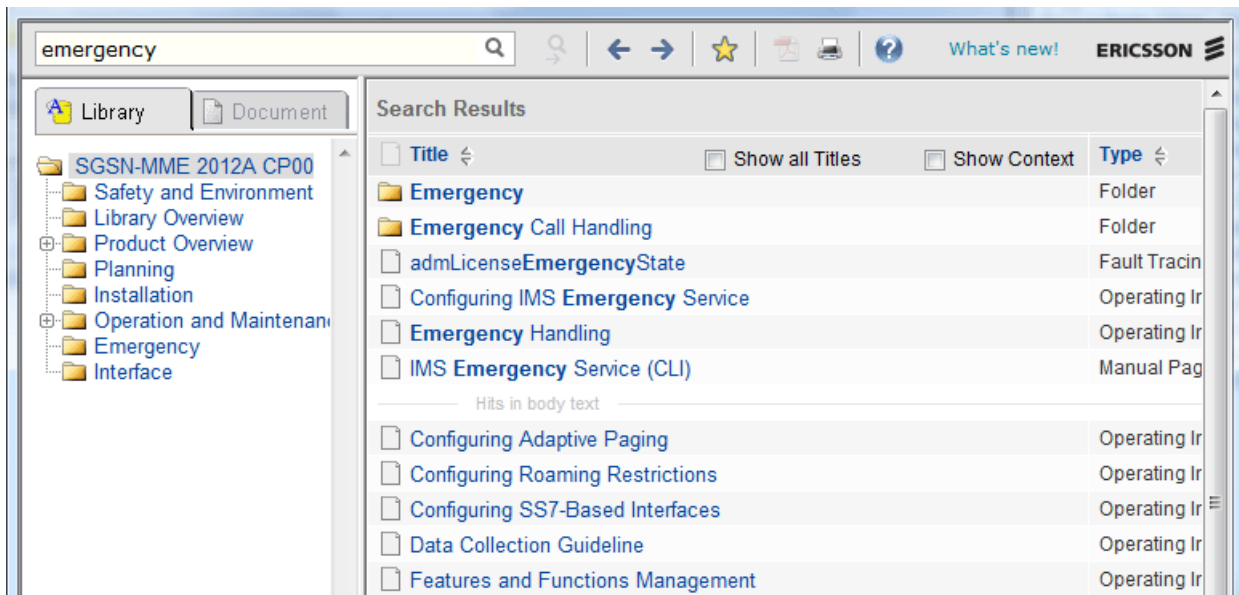 emergency
What's new!
ERICSSON
Library
Document
SGSN-MME 2012A CP00
Safety and Environment
Library Overview
Product Overview
Planning
Installation
Operation and Maintenan
Emergency
Interface
Search Results
Title Show all Titles Show Context Type
Emergency Folder
Emergency Call Handling Folder
admLicenseEmergencyState Fault Tracin
Configuring IMS Emergency Service Operating Ir
Emergency Handling Operating Ir
IMS Emergency Service (CLI) Manual Pag
Hits in body text
Configuring Adaptive Paging Operating Ir
Configuring Roaming Restrictions Operating Ir
Configuring SS7-Based Interfaces Operating Ir
Data Collection Guideline Operating Ir
Features and Functions Management Operating Ir